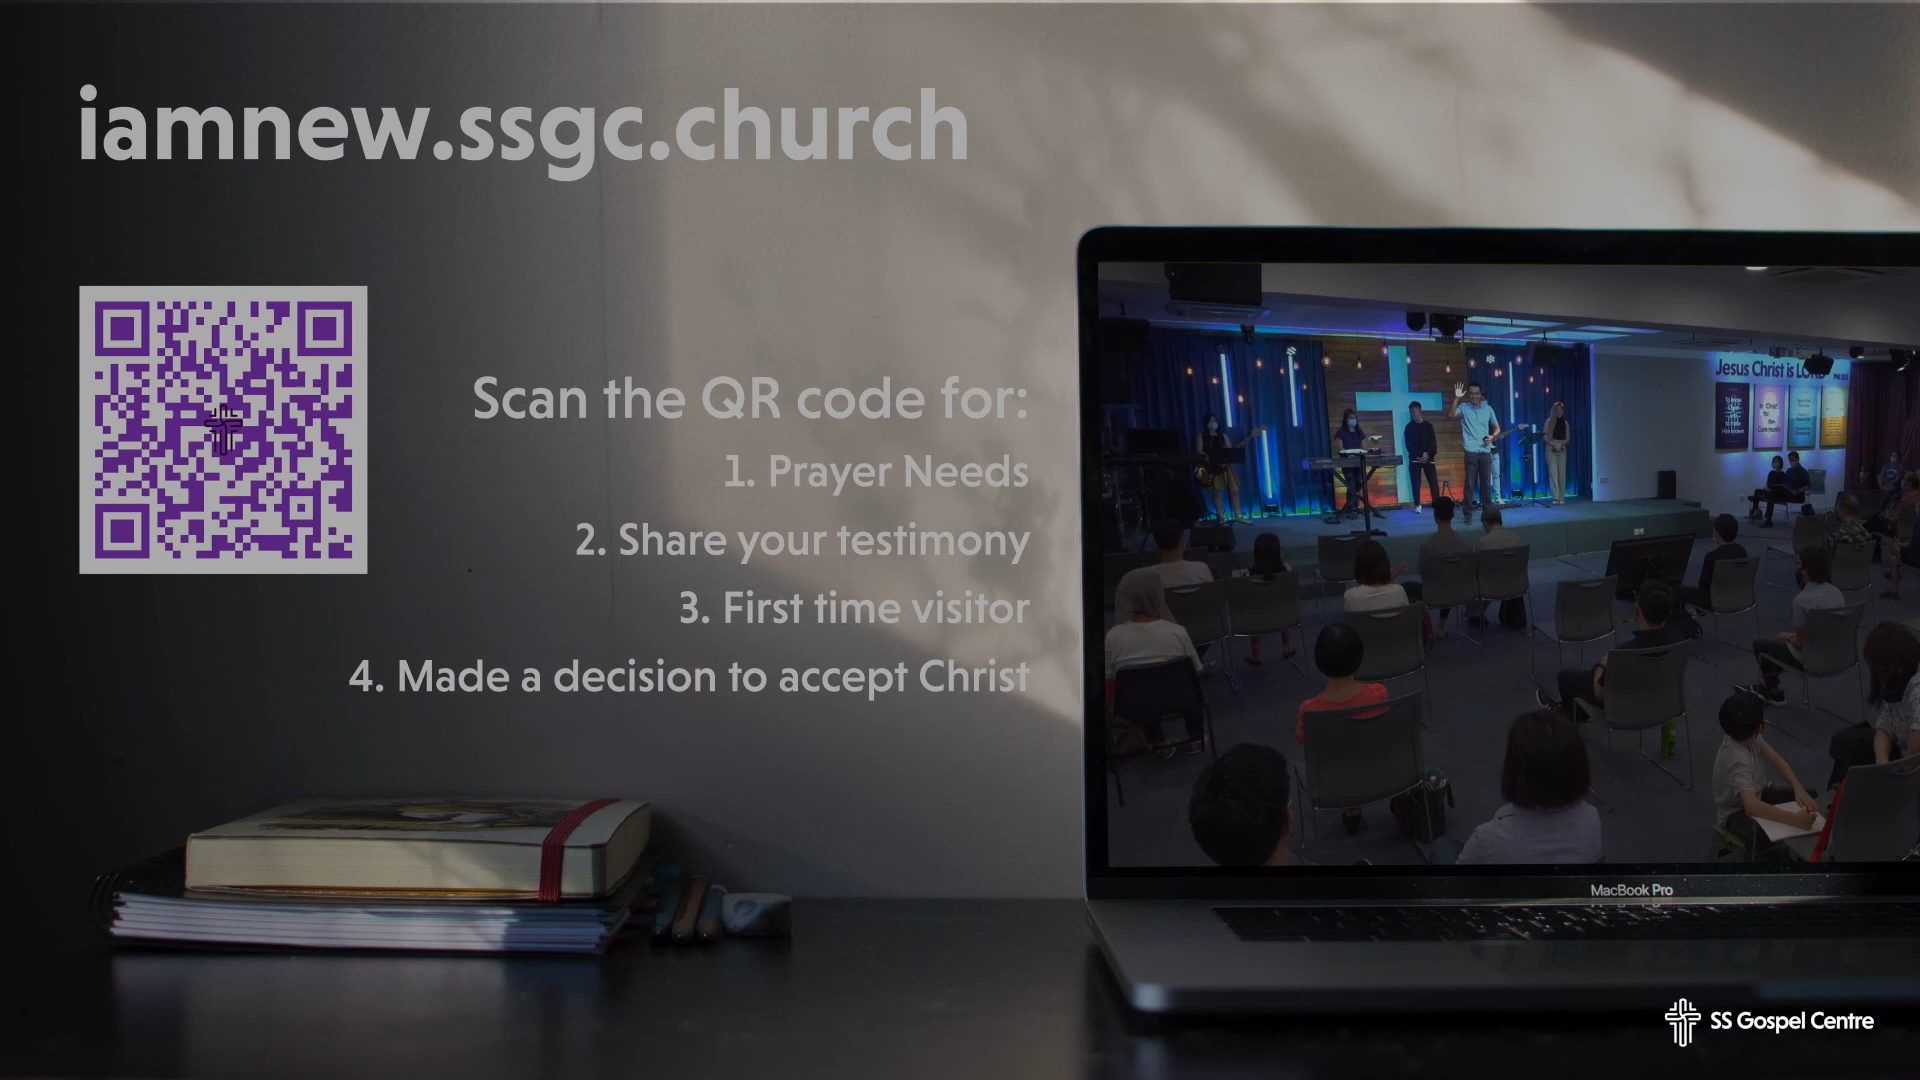 iamnew.ssgc.church
Scan the QR code for:
1. Prayer Needs
2. Share your testimony
3. First time visitor
4. Made a decision to accept Christ
Jesus Christ is LORD
MacBook Pro
SS Gospel Centre